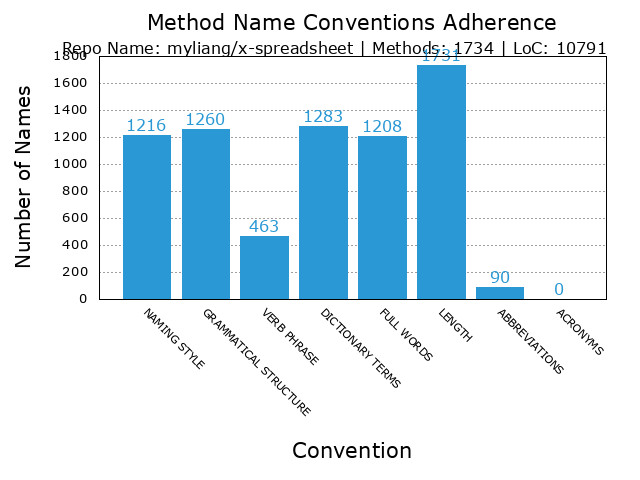 Method Name Conventions Adherence
Repo Name: myliang/x-spreadsheet | Methods: 1734 | LoC: 10791
Number of Names
1800
1600
1400
1200
1000
800
600
400
200
0
1216
1260
463
1283
1208
1731
90
0
NAMING STYLE
GRAMMATICAL STRUCTURE
VERB PHRASE
DICTIONARY TERMS
FULL WORDS
LENGTH
ABBREVIATIONS
ACRONYMS
Convention